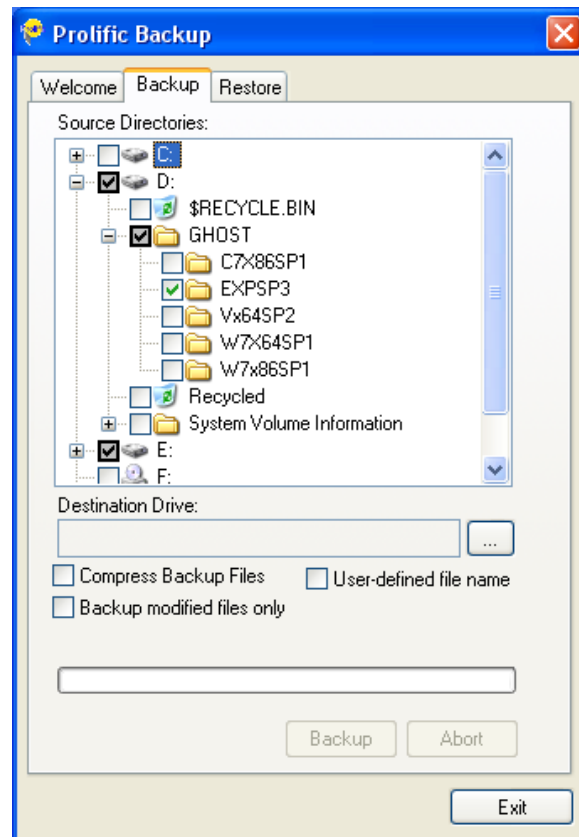 Prolific Backup
Welcome Backup Restore
Source Directories:
C:
D:
$RECYCLE.BIN
GHOST
C7X86SP1
EXPSP3
Vx64SP2
W7X64SP1
W7x86SP1
Recycled
System Volume Information
E:
F:
Destination Drive:
...
Compress Backup Files User-defined file name
Backup modified files only
Backup Abort
Exit